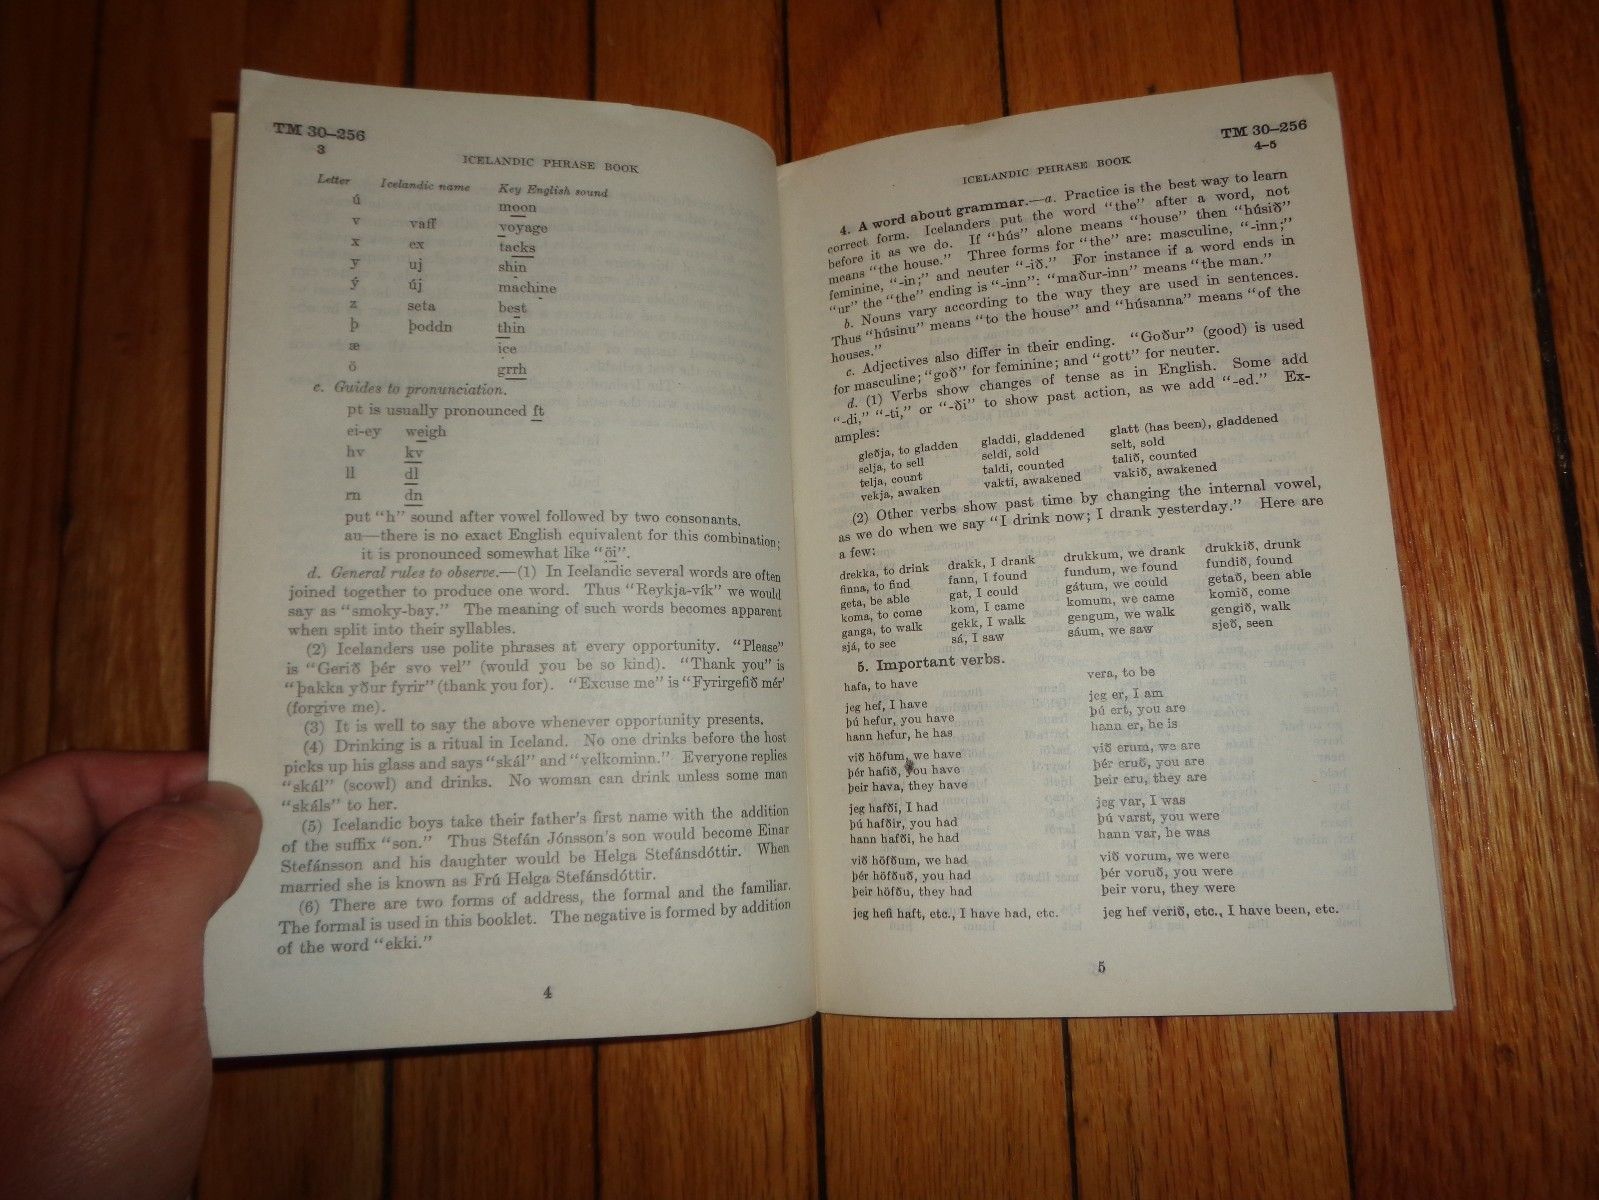 TM 30–256
3
ICELANDIC PHRASE BOOK
Letter Icelandic name Key English sound
ú moon
v vaff voyage
x ex tacks
y uj shin
ý új machine
z seta best
þ þoddn thin
æ ice
ö grrh
c. Guides to pronunciation.
pt is usually pronounced ft
ei-ey weigh
hv kv
ll dl
rn dn
put “h” sound after vowel followed by two consonants.
au—there is no exact English equivalent for this combination;
it is pronounced somewhat like “öi”.
d. General rules to observe.—(1) In Icelandic several words are often
joined together to produce one word. Thus “Reykja-vík” we would
say as “smoky-bay.” The meaning of such words becomes apparent
when split into their syllables.
(2) Icelanders use polite phrases at every opportunity. “Please”
is “Gerið þér svo vel” (would you be so kind). “Thank you” is
“þakka yður fyrir” (thank you for). “Excuse me” is “Fyrirgefið mér'
(forgive me).
(3) It is well to say the above whenever opportunity presents.
(4) Drinking is a ritual in Iceland. No one drinks before the host
picks up his glass and says “skál” and “velkominn.” Everyone replies
“skál” (scowl) and drinks. No woman can drink unless some man
“skáls” to her.
(5) Icelandic boys take their father's first name with the addition
of the suffix “son.” Thus Stefán Jónsson's son would become Einar
Stefánsson and his daughter would be Helga Stefánsdóttir. When
married she is known as Frú Helga Stefánsdóttir.
(6) There are two forms of address, the formal and the familiar.
The formal is used in this booklet. The negative is formed by addition
of the word “ekki.”
4
TM 30–256
4–5
ICELANDIC PHRASE BOOK
4. A word about grammar.—a. Practice is the best way to learn
correct form. Icelanders put the word “the” after a word, not
before it as we do. If “hús” alone means “house” then “húsið”
means “the house.” Three forms for “the” are: masculine, “-inn;”
feminine, “-in;” and neuter “-ið.” For instance if a word ends in
“ur” the “the” ending is “-inn”: “maður-inn” means “the man.”
b. Nouns vary according to the way they are used in sentences.
Thus “húsinu” means “to the house” and “húsanna” means “of the
houses.”
c. Adjectives also differ in their ending. “Goður” (good) is used
for masculine; “goð” for feminine; and “gott” for neuter.
d. (1) Verbs show changes of tense as in English. Some add
“-di,” “-ti,” or “-ði” to show past action, as we add “-ed.” Ex-
amples:
gleðja, to gladden gladdi, gladdened glatt (has been), gladdened
selja, to sell seldi, sold selt, sold
telja, count taldi, counted talið, counted
vekja, awaken vakti, awakened vakið, awakened
(2) Other verbs show past time by changing the internal vowel,
as we do when we say “I drink now; I drank yesterday.” Here are
a few:
drekka, to drink drakk, I drank drukkum, we drank drukkið, drunk
finna, to find fann, I found fundum, we found fundið, found
geta, be able gat, I could gátum, we could getað, been able
koma, to come kom, I came komum, we came komið, come
ganga, to walk gekk, I walk gengum, we walk gengið, walk
sjá, to see sá, I saw sáum, we saw sjeð, seen
5. Important verbs.
hafa, to have vera, to be
jeg hef, I have jeg er, I am
þú hefur, you have þú ert, you are
hann hefur, he has hann er, he is
við höfum, we have við erum, we are
þér hafið, you have þér eruð, you are
þeir hava, they have þeir eru, they are
jeg hafði, I had jeg var, I was
þú hafðir, you had þú varst, you were
hann hafði, he had hann var, he was
við höfðum, we had við vorum, we were
þér höfðuð, you had þér voruð, you were
þeir höfðu, they had þeir voru, they were
jeg hefi haft, etc., I have had, etc. jeg hef verið, etc., I have been, etc.
5